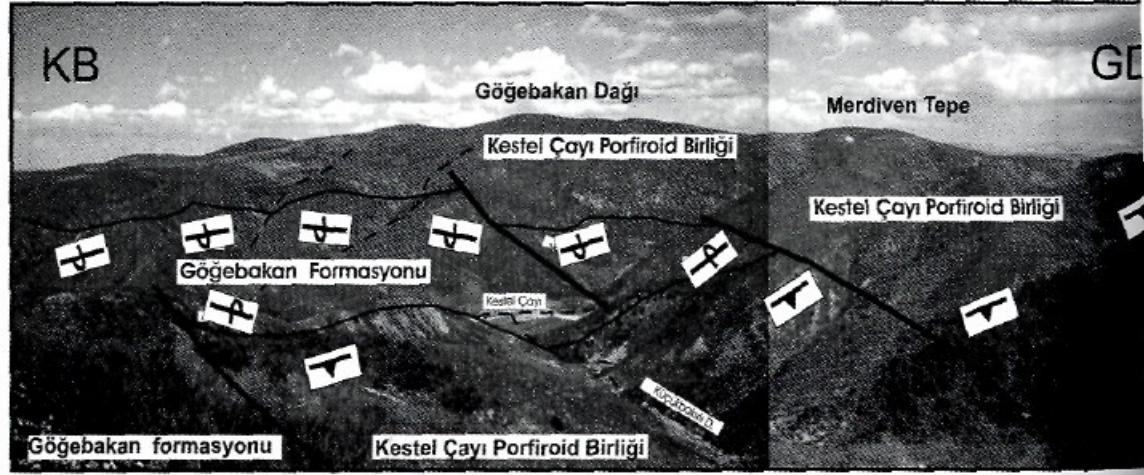 KB
GD
Göğebakan Dağı
Merdiven Tepe
Kestel Çayı Porfiroid Birliği
Kestel Çayı Porfiroid Birliği
Göğebakan Formasyonu
Kestel Çayı
Göğebakan formasyonu
Kestel Çayı Porfiroid Birliği